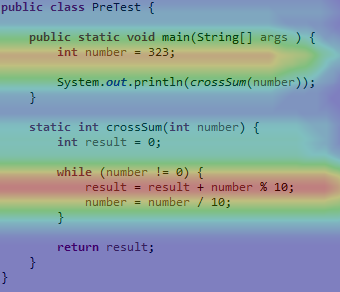 public class PreTest {
    public static void main(String[] args ) {
        int number = 323;
        System.out.println(crossSum(number));
    }
    static int crossSum(int number) {
        int result = 0;
        while (number != 0) {
            result = result + number % 10;
            number = number / 10;
        }
        return result;
    }
}